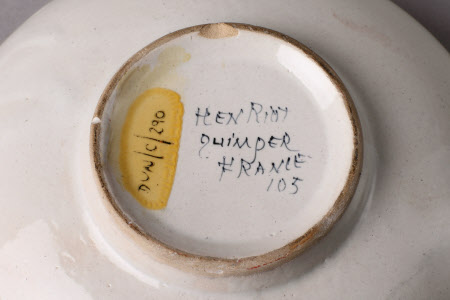 HENRIOT
QUIMPER
FRANCE
105
DUN/C/290